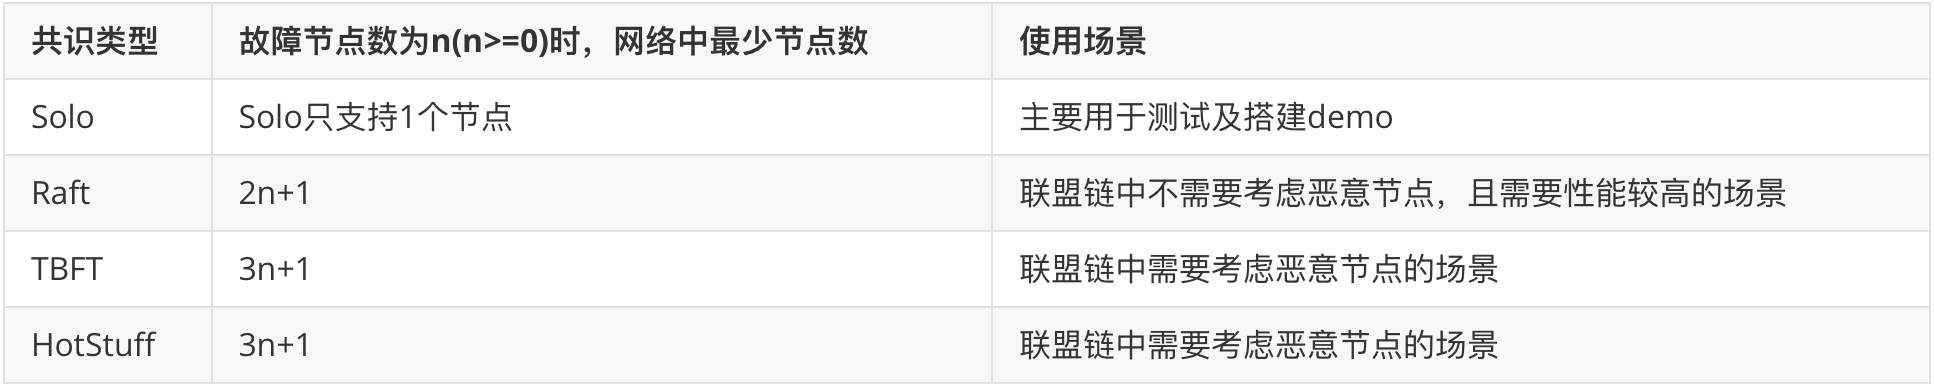 共识类型 故障节点数为n(n>=0)时，网络中最少节点数 使用场景
Solo Solo只支持1个节点 主要用于测试及搭建demo
Raft 2n+1 联盟链中不需要考虑恶意节点，且需要性能较高的场景
TBFT 3n+1 联盟链中需要考虑恶意节点的场景
HotStuff 3n+1 联盟链中需要考虑恶意节点的场景